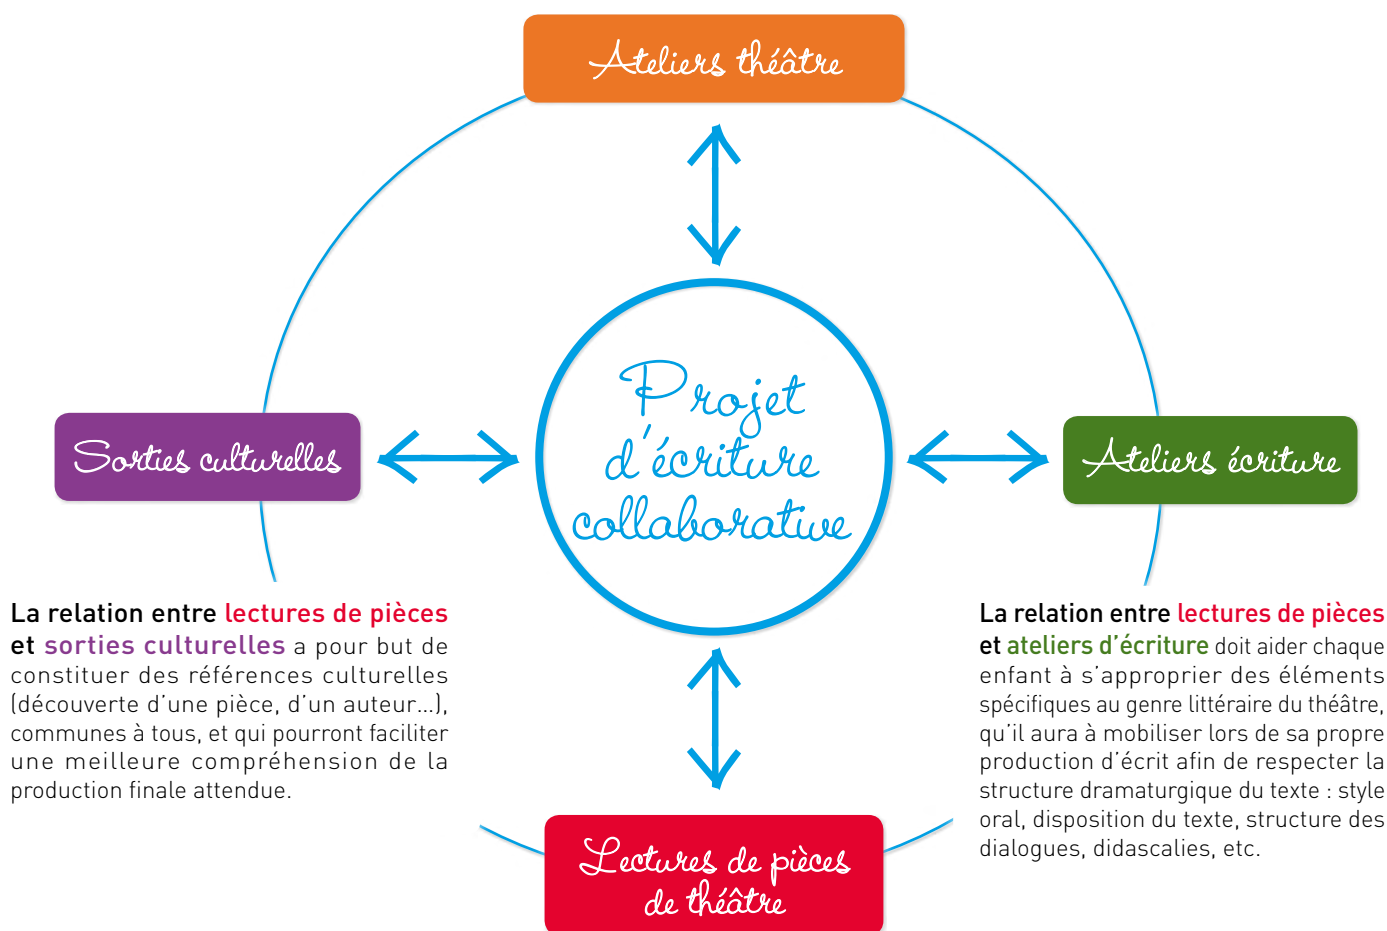 Ateliers théâtre
Projet
d'écriture
collaborative
Sorties culturelles
Ateliers écriture
La relation entre lectures de pièces
et sorties culturelles a pour but de
constituer des références culturelles
(découverte d'une pièce, d'un auteur…),
communes à tous, et qui pourront faciliter
une meilleure compréhension de la
production finale attendue.
La relation entre lectures de pièces
et ateliers d'écriture doit aider chaque
enfant à s'approprier des éléments
spécifiques au genre littéraire du théâtre,
qu'il aura à mobiliser lors de sa propre
production d'écrit afin de respecter la
structure dramaturgique du texte : style
oral, disposition du texte, structure des
dialogues, didascalies, etc.
Lectures de pièces
de théâtre